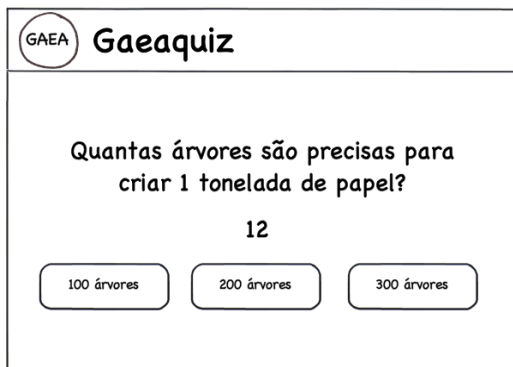 GAEA Gaeaquiz
Quantas árvores são precisas para
criar 1 tonelada de papel?
12
100 árvores 200 árvores 300 árvores